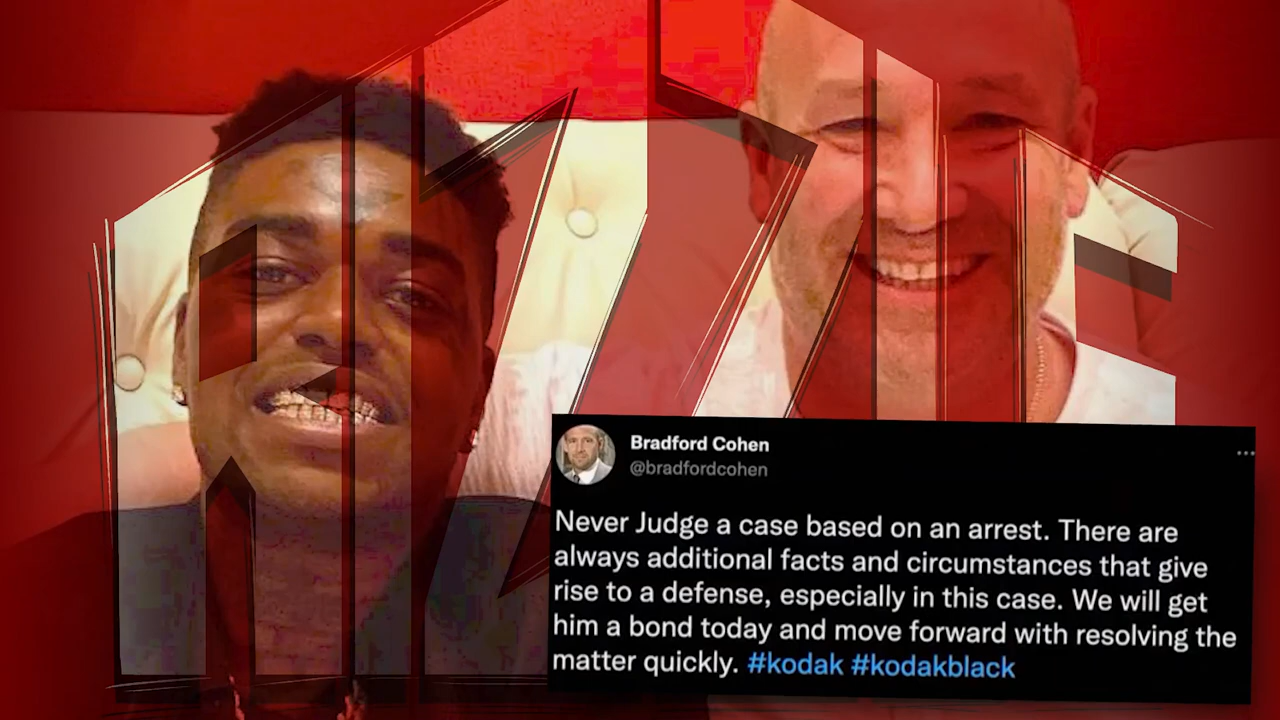 Bradford Cohen
@bradfordcohen
Never Judge a case based on an arrest. There are
always additional facts and circumstances that give
rise to a defense, especially in this case. We will get
him a bond today and move forward with resolving the
matter quickly. #kodak #kodakblack